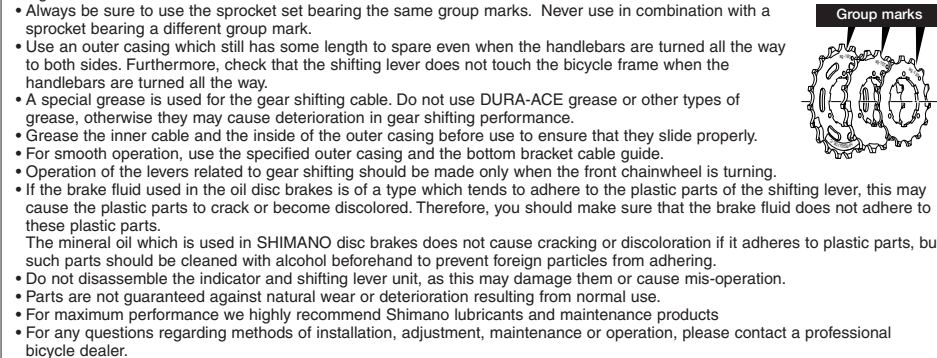 • Always be sure to use the sprocket set bearing the same group marks.  Never use in combination with a
sprocket bearing a different group mark.
Group marks
• Use an outer casing which still has some length to spare even when the handlebars are turned all the way
to both sides. Furthermore, check that the shifting lever does not touch the bicycle frame when the
handlebars are turned all the way.
• A special grease is used for the gear shifting cable. Do not use DURA-ACE grease or other types of
grease, otherwise they may cause deterioration in gear shifting performance.
• Grease the inner cable and the inside of the outer casing before use to ensure that they slide properly.
• For smooth operation, use the specified outer casing and the bottom bracket cable guide.
• Operation of the levers related to gear shifting should be made only when the front chainwheel is turning.
• If the brake fluid used in the oil disc brakes is of a type which tends to adhere to the plastic parts of the shifting lever, this may
cause the plastic parts to crack or become discolored. Therefore, you should make sure that the brake fluid does not adhere to
these plastic parts.
The mineral oil which is used in SHIMANO disc brakes does not cause cracking or discoloration if it adheres to plastic parts, bu
such parts should be cleaned with alcohol beforehand to prevent foreign particles from adhering.
• Do not disassemble the indicator and shifting lever unit, as this may damage them or cause mis-operation.
• Parts are not guaranteed against natural wear or deterioration resulting from normal use.
• For maximum performance we highly recommend Shimano lubricants and maintenance products
• For any questions regarding methods of installation, adjustment, maintenance or operation, please contact a professional
bicycle dealer.